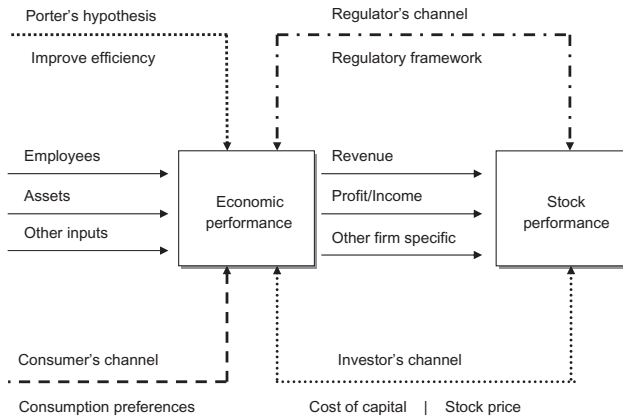 Porter's hypothesis
Improve efficiency
Regulator's channel
Regulatory framework
Employees
Assets
Other inputs
Economic
performance
Revenue
Profit/Income
Other firm specific
Stock
performance
Consumer's channel
Consumption preferences
Investor's channel
Cost of capital | Stock price